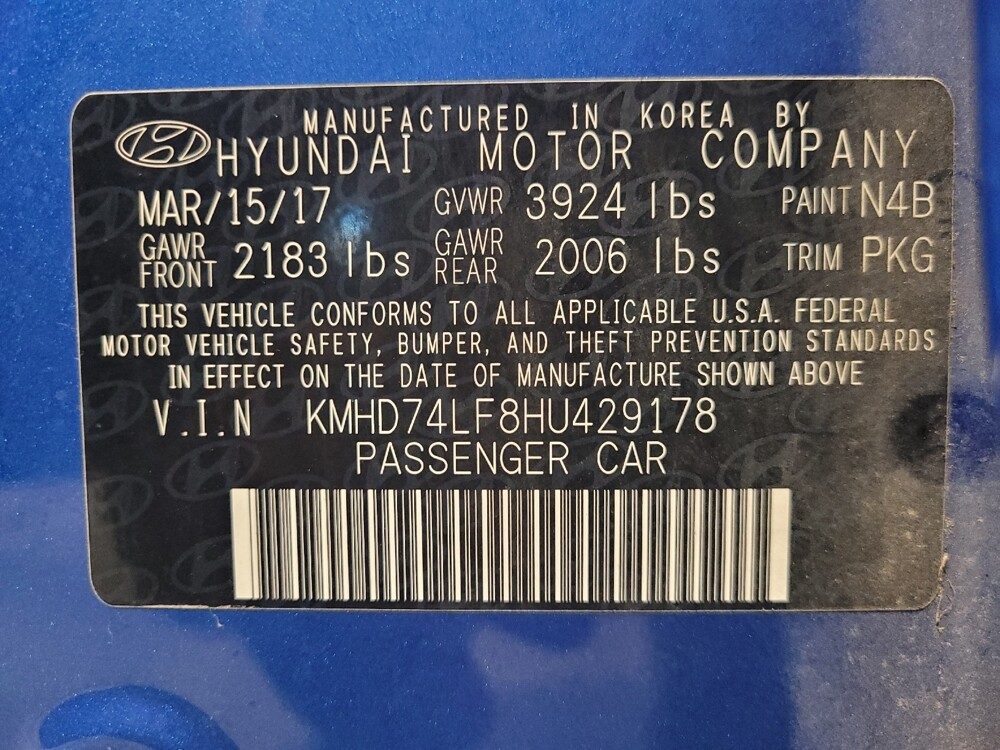 MANUFACTURED IN KOREA BY
HYUNDAI MOTOR COMPANY
MAR/15/17 GVWR 3924 lbs PAINT N4B
GAWR FRONT 2183 lbs GAWR REAR 2006 lbs TRIM PKG
THIS VEHICLE CONFORMS TO ALL APPLICABLE U.S.A. FEDERAL
MOTOR VEHICLE SAFETY, BUMPER, AND THEFT PREVENTION STANDARDS
IN EFFECT ON THE DATE OF MANUFACTURE SHOWN ABOVE
V.I.N KMHD74LF8HU429178
PASSENGER CAR